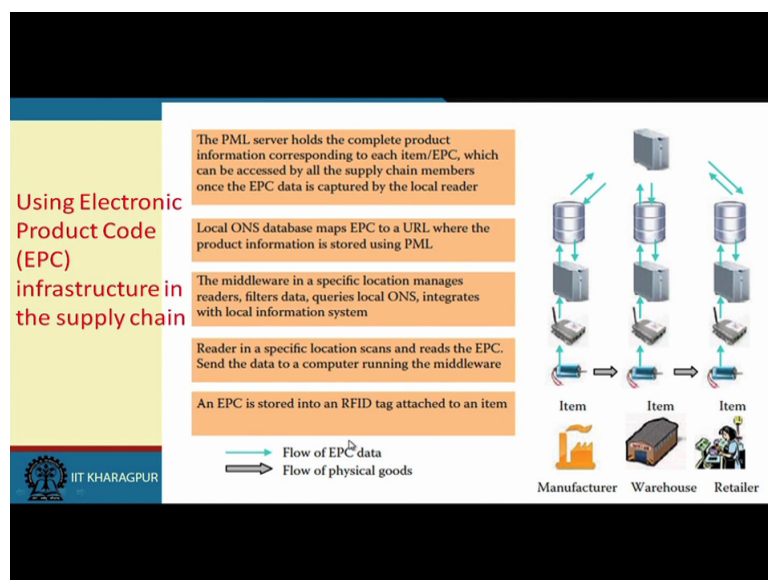 Using Electronic
Product Code
(EPC)
infrastructure in
the supply chain
The PML server holds the complete product
information corresponding to each item/EPC, which
can be accessed by all the supply chain members
once the EPC data is captured by the local reader
Local ONS database maps EPC to a URL where the
product information is stored using PML
The middleware in a specific location manages
readers, filters data, queries local ONS, integrates
with local information system
Reader in a specific location scans and reads the EPC.
Send the data to a computer running the middleware
An EPC is stored into an RFID tag attached to an item
Flow of EPC data
Flow of physical goods
Item Item Item
Manufacturer Warehouse Retailer
IIT KHARAGPUR